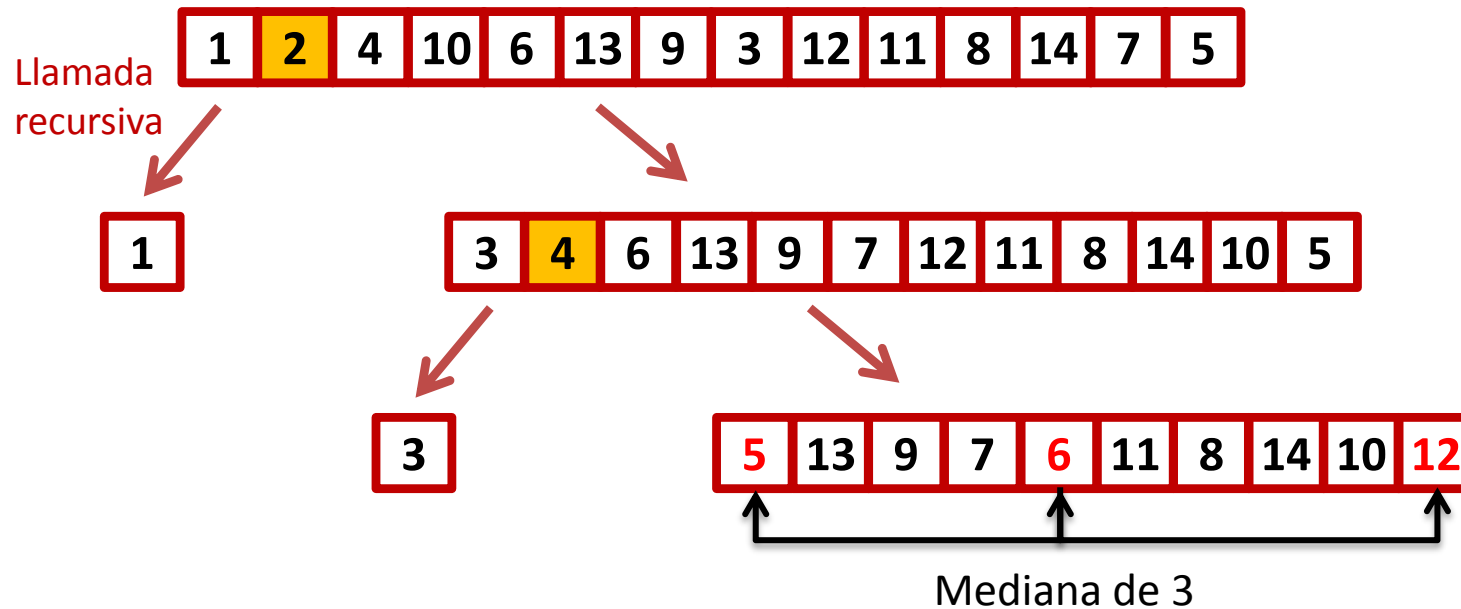 1 2 4 10 6 13 9 3 12 11 8 14 7 5
Llamada
recursiva
1 3 4 6 13 9 7 12 11 8 14 10 5
3 5 13 9 7 6 11 8 14 10 12
Mediana de 3